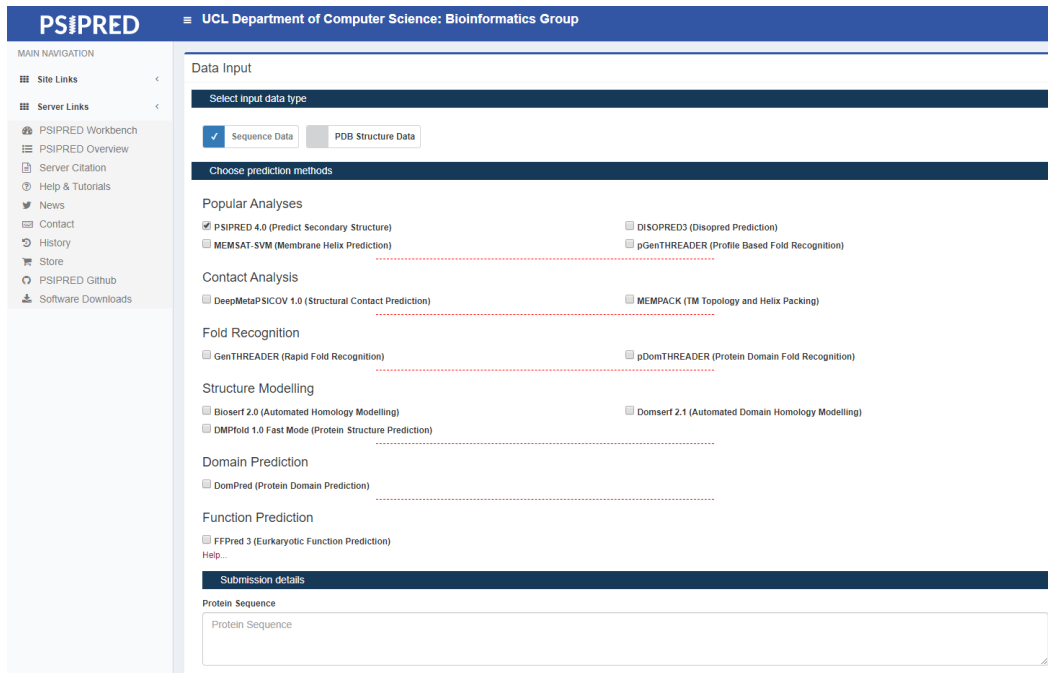 PSIPRED
≡ UCL Department of Computer Science: Bioinformatics Group
MAIN NAVIGATION
Site Links <
Server Links <
PSIPRED Workbench
PSIPRED Overview
Server Citation
Help & Tutorials
News
Contact
History
Store
PSIPRED Github
Software Downloads
Data Input
Select input data type
Sequence Data PDB Structure Data
Choose prediction methods
Popular Analyses
PSIPRED 4.0 (Predict Secondary Structure) DISOPRED3 (Disopred Prediction)
MEMSAT-SVM (Membrane Helix Prediction) pGenTHREADER (Profile Based Fold Recognition)
Contact Analysis
DeepMetaPSICOV 1.0 (Structural Contact Prediction) MEMPACK (TM Topology and Helix Packing)
Fold Recognition
GenTHREADER (Rapid Fold Recognition) pDomTHREADER (Protein Domain Fold Recognition)
Structure Modelling
Bioserf 2.0 (Automated Homology Modelling) Domserf 2.1 (Automated Domain Homology Modelling)
DMPfold 1.0 Fast Mode (Protein Structure Prediction)
Domain Prediction
DomPred (Protein Domain Prediction)
Function Prediction
FFPred 3 (Eurkaryotic Function Prediction)
Help...
Submission details
Protein Sequence
Protein Sequence